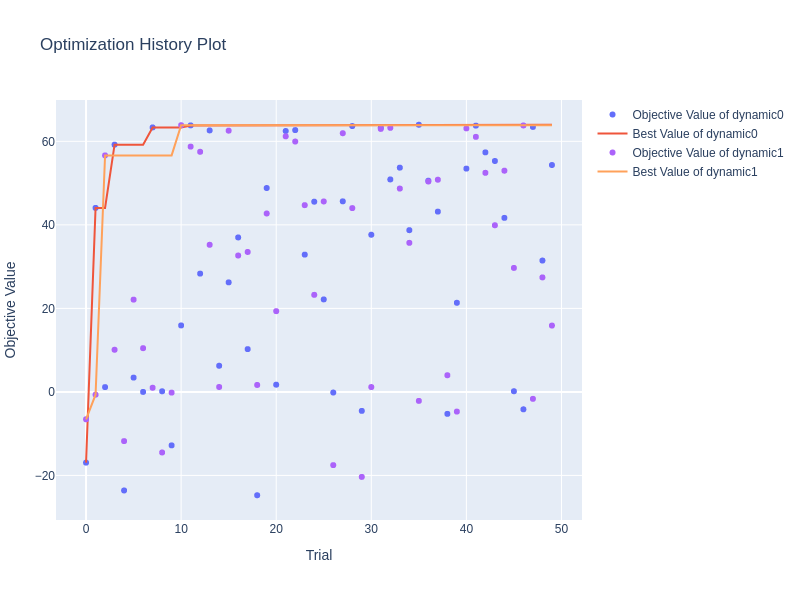 Optimization History Plot
Objective Value of dynamic0
Best Value of dynamic0
Objective Value of dynamic1
Best Value of dynamic1
60
40
20
0
−20
Objective Value
0 10 20 30 40 50
Trial